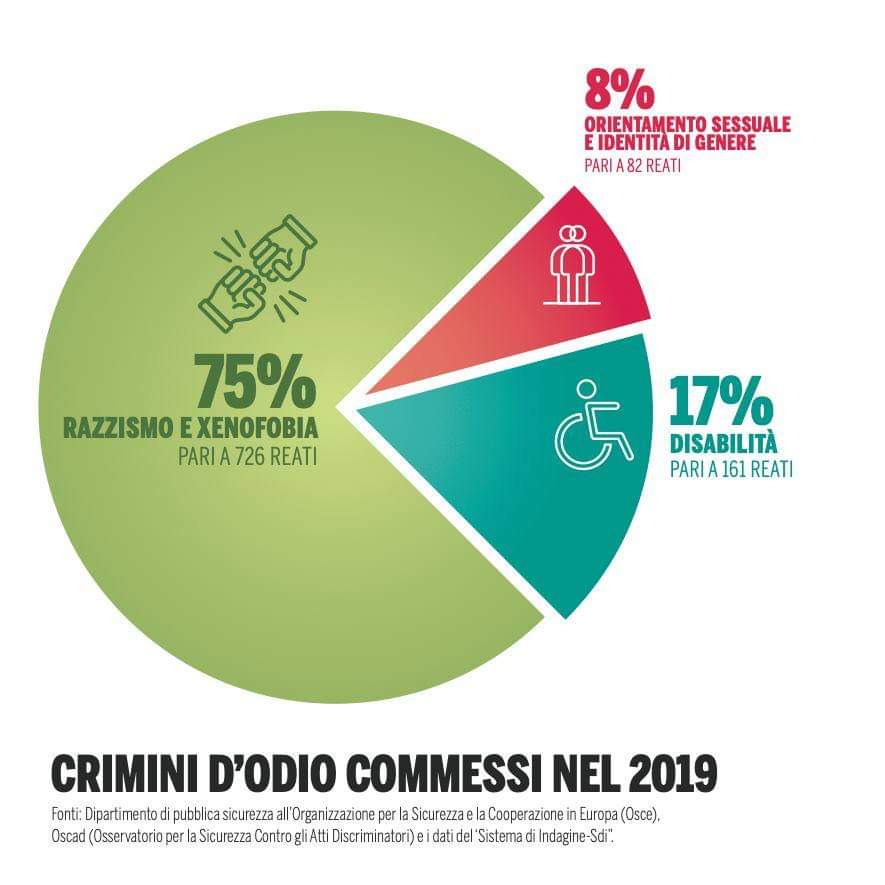 8%
ORIENTAMENTO SESSUALE
E IDENTITÀ DI GENERE
PARI A 82 REATI
75%
RAZZISMO E XENOFOBIA
PARI A 726 REATI
17%
DISABILITÀ
PARI A 161 REATI
CRIMINI D'ODIO COMMESSI NEL 2019
Fonti: Dipartimento di pubblica sicurezza all'Organizzazione per la Sicurezza e la Cooperazione in Europa (Osce),
Oscad (Osservatorio per la Sicurezza Contro gli Atti Discriminatori) e i dati del 'Sistema di Indagine-Sdi".